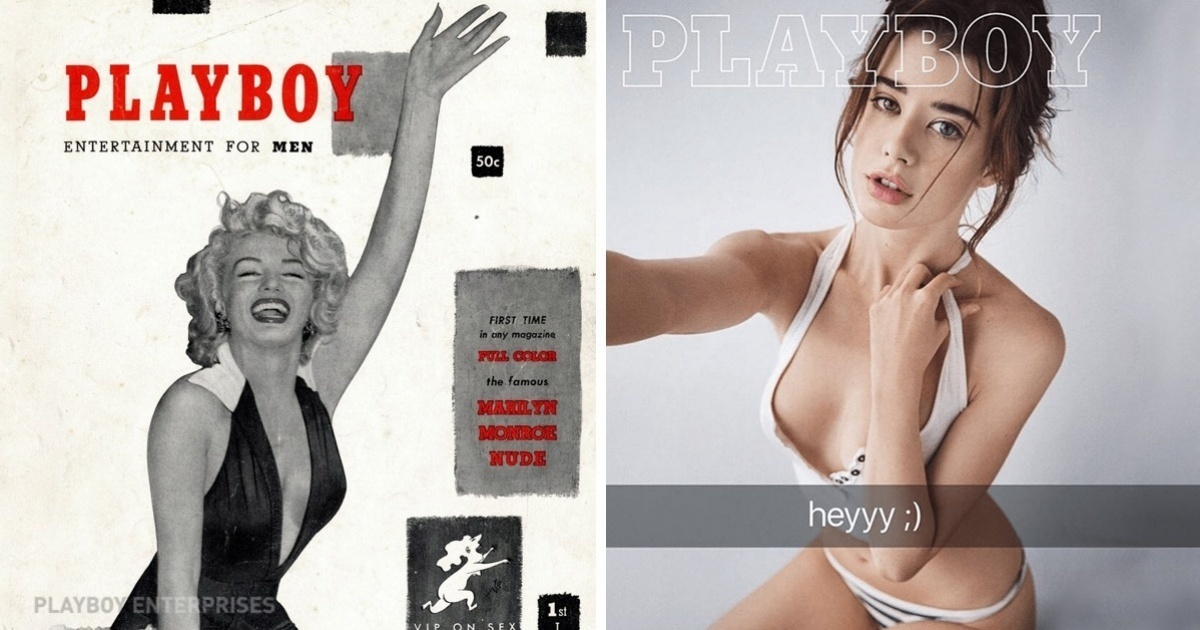 PLAYBOY
ENTERTAINMENT FOR MEN
50c
FIRST TIME
in any magazine
FULL COLOR
the famous
MARILYN
MONROE
NUDE
VIP ON SEX
1st
PLAYBOY ENTERPRISES
PLAYBOY
heyyy ;)